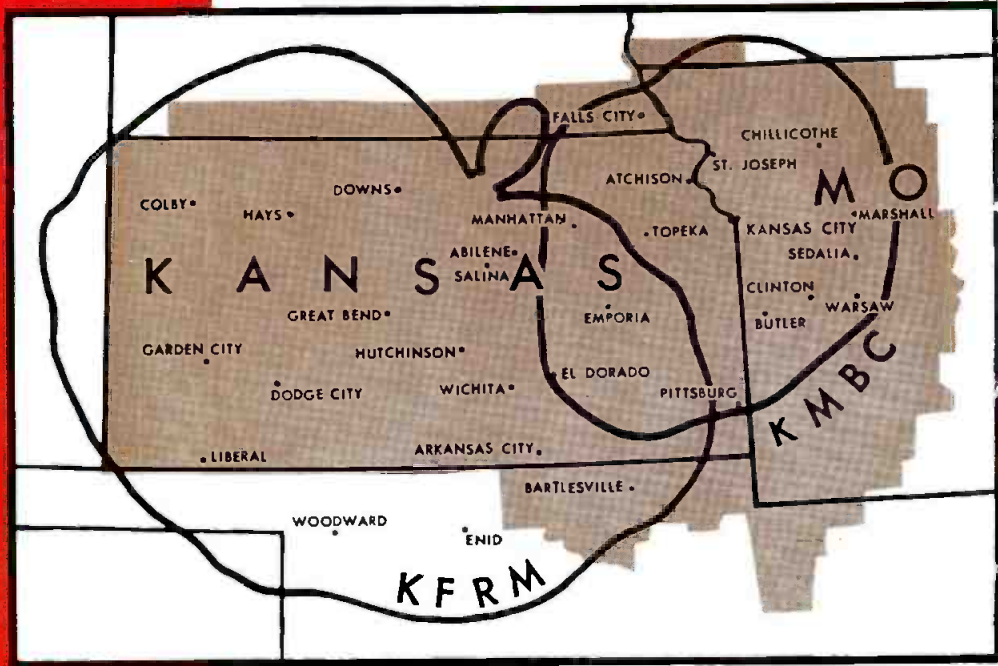 FALLS CITY
CHILLICOTHE
ST. JOSEPH
ATCHISON
DOWNS
M O
COLBY
HAYS
MANHATTAN
MARSHALL
TOPEKA
KANSAS CITY
ABILENE
SEDALIA
SALINA
K A N S A S
CLINTON
GREAT BEND
EMPORIA
WARSAW
BUTLER
GARDEN CITY
HUTCHINSON
EL DORADO
DODGE CITY
WICHITA
PITTSBURG
KMBC
LIBERAL
ARKANSAS CITY
BARTLESVILLE
WOODWARD
ENID
KFRM